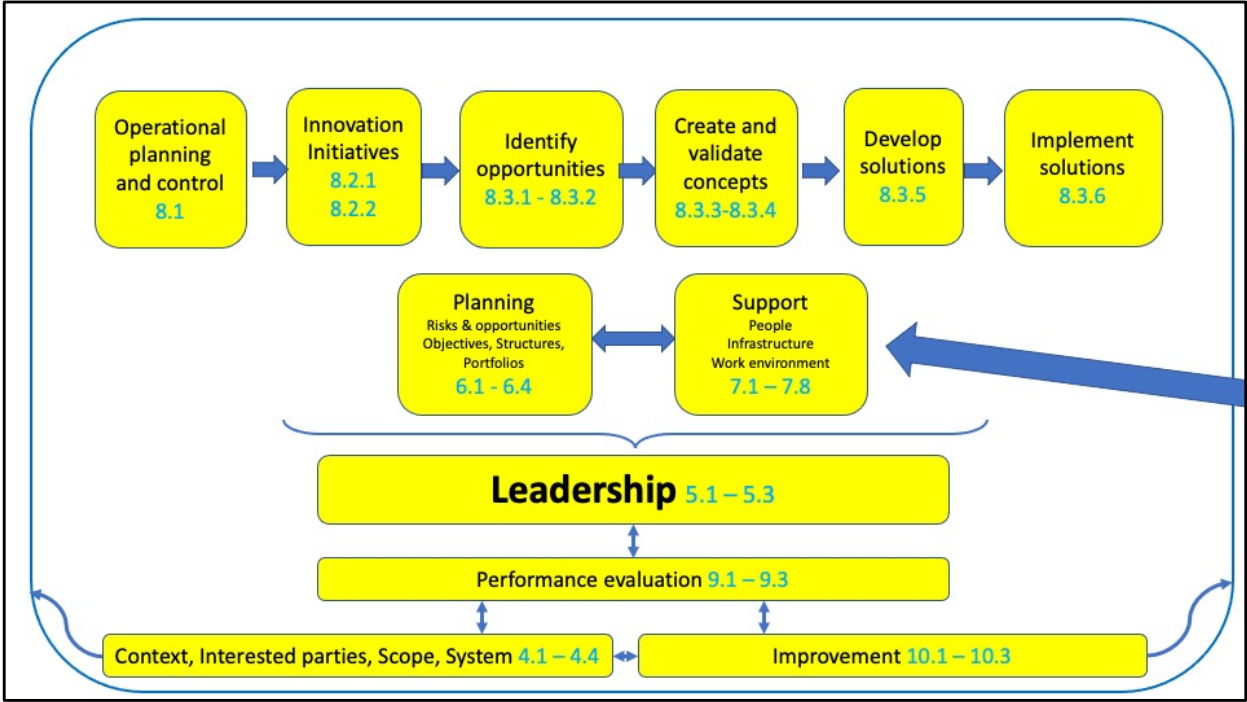 Operational
planning
and control
8.1
Innovation
Initiatives
8.2.1
8.2.2
Identify
opportunities
8.3.1 - 8.3.2
Create and
validate
concepts
8.3.3-8.3.4
Develop
solutions
8.3.5
Implement
solutions
8.3.6
Planning
Risks & opportunities
Objectives, Structures,
Portfolios
6.1 - 6.4
Support
People
Infrastructure
Work environment
7.1 – 7.8
Leadership 5.1 – 5.3
Performance evaluation 9.1 – 9.3
Context, Interested parties, Scope, System 4.1 – 4.4
Improvement 10.1 – 10.3